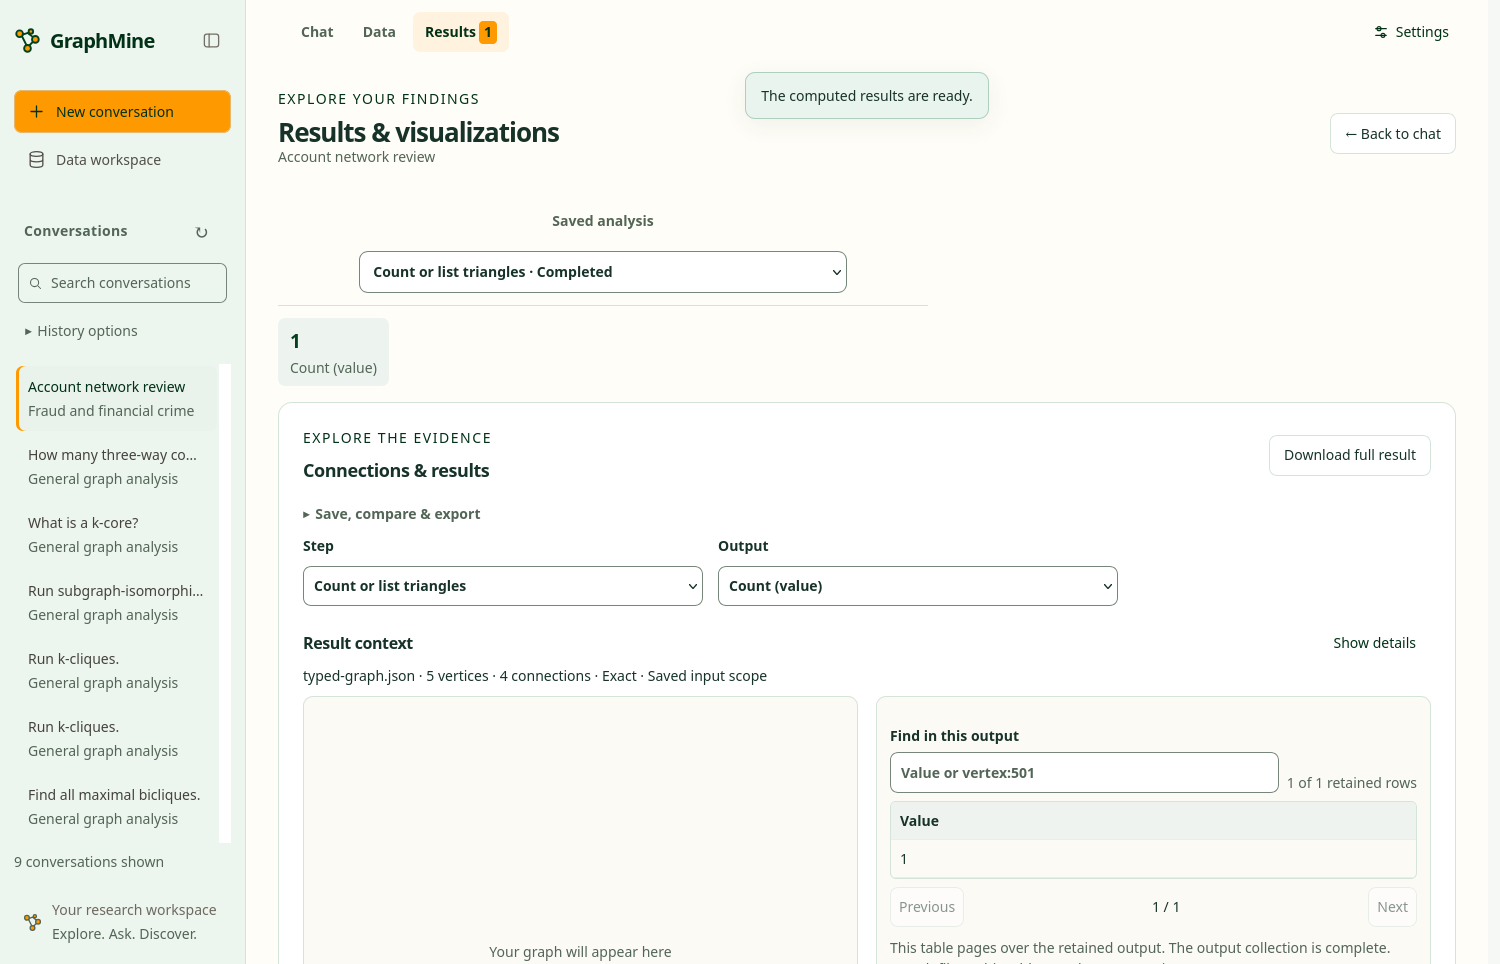 GraphMine
New conversation
Data workspace
Conversations
Search conversations
▸ History options
Account network review
Fraud and financial crime
How many three-way co...
General graph analysis
What is a k-core?
General graph analysis
Run subgraph-isomorphi...
General graph analysis
Run k-cliques.
General graph analysis
Run k-cliques.
General graph analysis
Find all maximal bicliques.
General graph analysis
9 conversations shown
Your research workspace
Explore. Ask. Discover.
Chat Data Results 1
Settings
The computed results are ready.
EXPLORE YOUR FINDINGS
Results & visualizations
Account network review
← Back to chat
Saved analysis
Count or list triangles · Completed
1
Count (value)
EXPLORE THE EVIDENCE
Connections & results
Download full result
▸ Save, compare & export
Step
Count or list triangles
Output
Count (value)
Result context
Show details
typed-graph.json · 5 vertices · 4 connections · Exact · Saved input scope
Your graph will appear here
Find in this output
Value or vertex:501
1 of 1 retained rows
Value
1
Previous
1 / 1
Next
This table pages over the retained output. The output collection is complete.